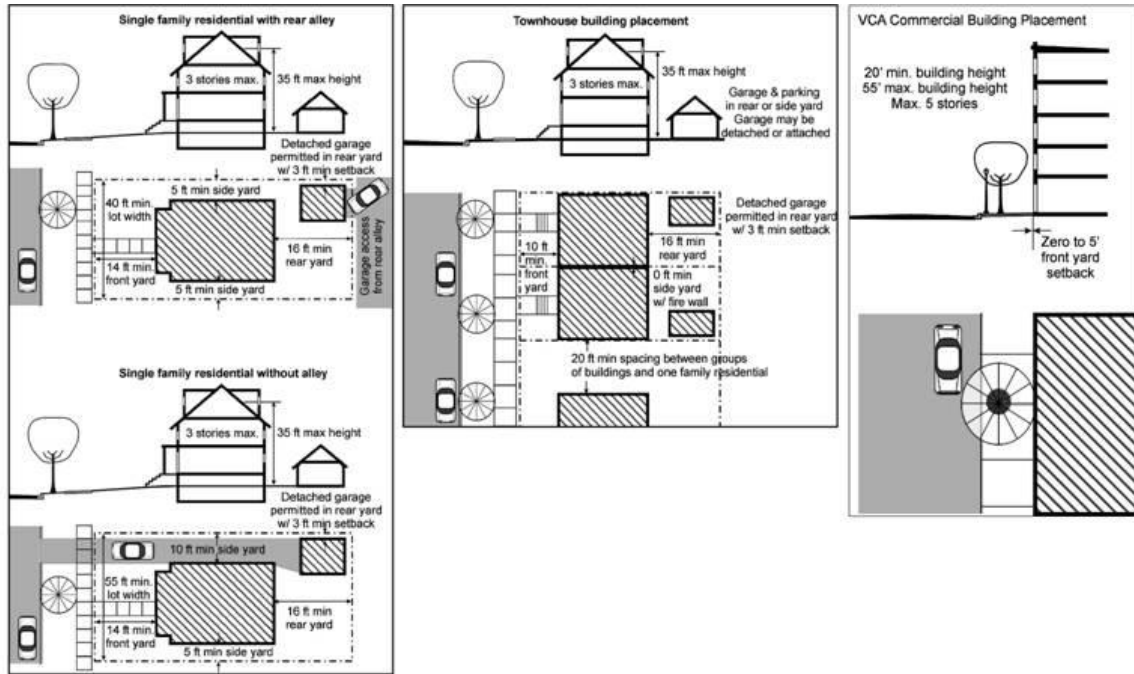 Single family residential with rear alley
3 stories max.
35 ft max height
Detached garage
permitted in rear yard
w/ 3 ft min setback
5 ft min side yard
40 ft min.
lot width
16 ft min
rear yard
14 ft min.
front yard
5 ft min side yard
Garage access
from rear alley
Single family residential without alley
3 stories max.
35 ft max height
Detached garage
permitted in rear yard
w/ 3 ft min setback
10 ft min side yard
55 ft min.
lot width
16 ft min
rear yard
14 ft min.
front yard
5 ft min side yard
Townhouse building placement
3 stories max.
35 ft max height
Garage & parking
in rear or side yard
Garage may be
detached or attached
Detached garage
permitted in rear yard
w/ 3 ft min setback
10 ft
min.
front
yard
16 ft min
rear yard
0 ft min
side yard
w/ fire wall
20 ft min spacing between groups
of buildings and one family residential
VCA Commercial Building Placement
20' min. building height
55' max. building height
Max. 5 stories
Zero to 5'
front yard
setback